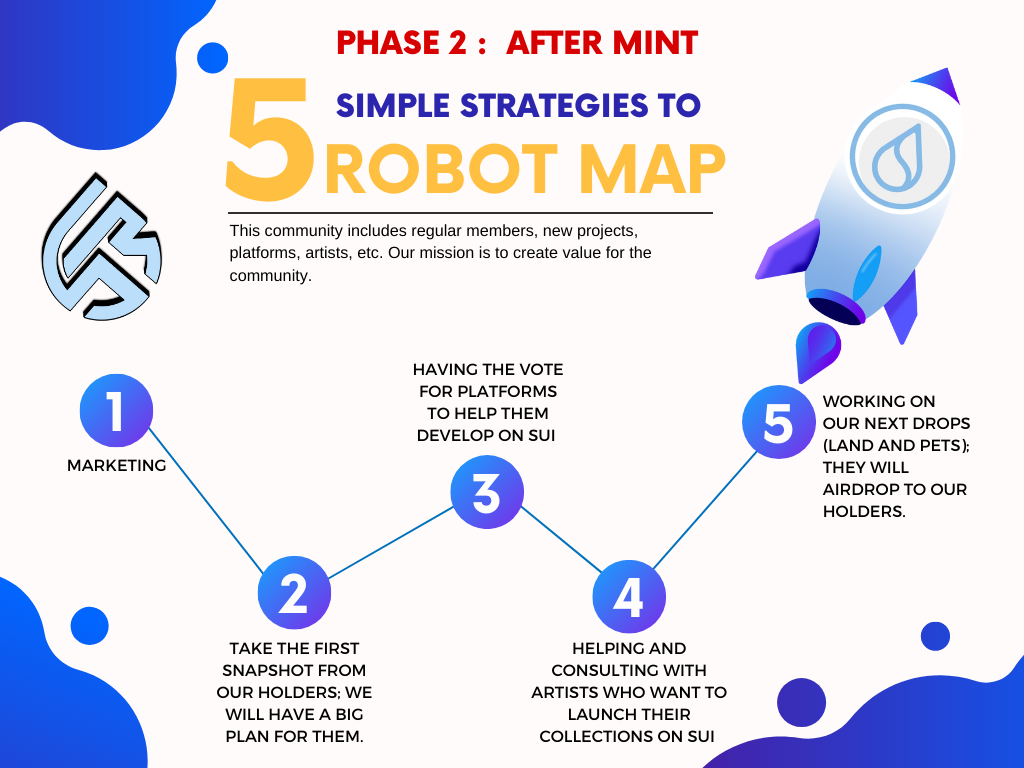 PHASE 2 : AFTER MINT
5
SIMPLE STRATEGIES TO
ROBOT MAP
This community includes regular members, new projects,
platforms, artists, etc. Our mission is to create value for the
community.
1
MARKETING
2
TAKE THE FIRST
SNAPSHOT FROM
OUR HOLDERS; WE
WILL HAVE A BIG
PLAN FOR THEM.
HAVING THE VOTE
FOR PLATFORMS
TO HELP THEM
DEVELOP ON SUI
3
4
HELPING AND
CONSULTING WITH
ARTISTS WHO WANT TO
LAUNCH THEIR
COLLECTIONS ON SUI
5
WORKING ON
OUR NEXT DROPS
(LAND AND PETS);
THEY WILL
AIRDROP TO OUR
HOLDERS.